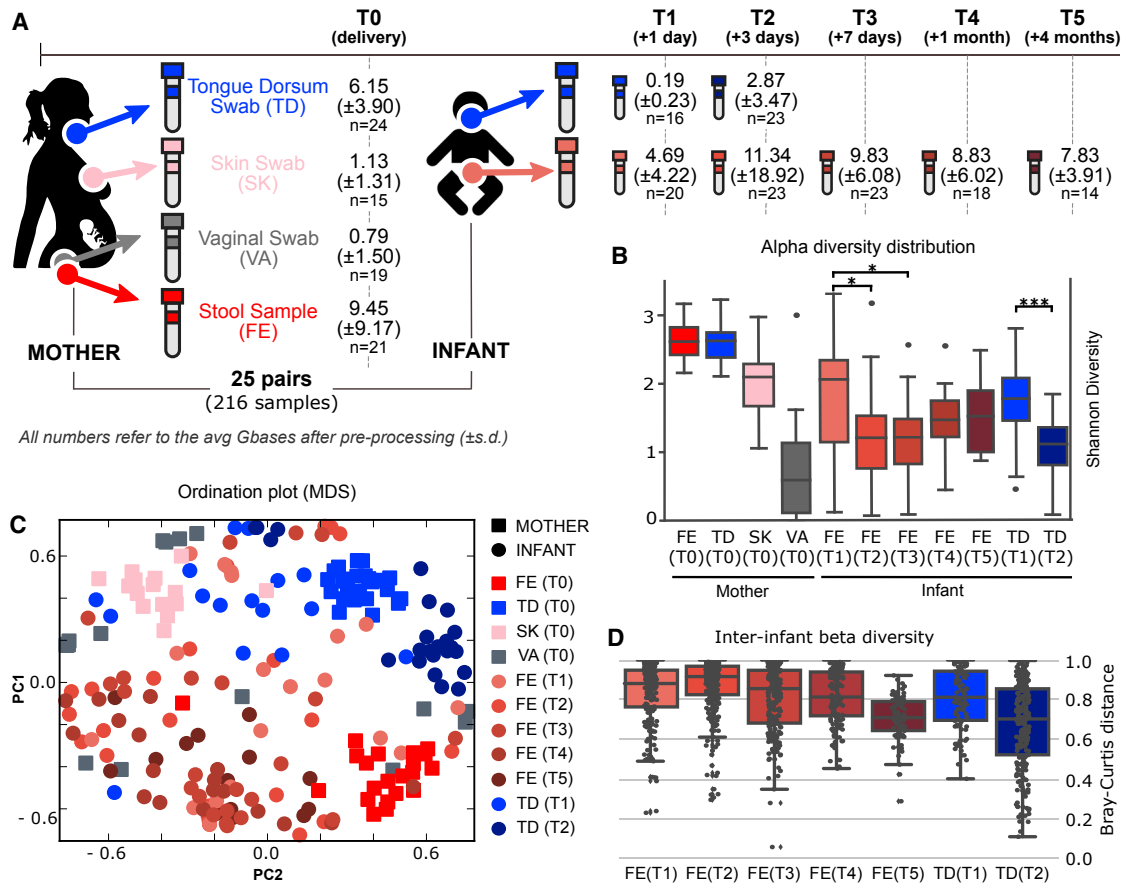 A
T0
(delivery)
T1
(+1 day)
T2
(+3 days)
T3
(+7 days)
T4
(+1 month)
T5
(+4 months)
Tongue Dorsum
Swab (TD)
6.15
(±3.90)
n=24
Skin Swab
(SK)
1.13
(±1.31)
n=15
Vaginal Swab
(VA)
0.79
(±1.50)
n=19
Stool Sample
(FE)
9.45
(±9.17)
n=21
0.19
(±0.23)
n=16
2.87
(±3.47)
n=23
4.69
(±4.22)
n=20
11.34
(±18.92)
n=23
9.83
(±6.08)
n=23
8.83
(±6.02)
n=18
7.83
(±3.91)
n=14
MOTHER
INFANT
25 pairs
(216 samples)
All numbers refer to the avg Gbases after pre-processing (±s.d.)
B
Alpha diversity distribution
* 
*
***
3
2
1
0
Shannon Diversity
FE TD SK VA FE FE FE FE FE TD TD
(T0) (T0) (T0) (T0) (T1) (T2) (T3) (T4) (T5) (T1) (T2)
Mother
Infant
C
Ordination plot (MDS)
0.6
0.0
- 0.6
PC1
- 0.6 0.0 0.6
PC2
MOTHER
INFANT
FE (T0)
TD (T0)
SK (T0)
VA (T0)
FE (T1)
FE (T2)
FE (T3)
FE (T4)
FE (T5)
TD (T1)
TD (T2)
D
Inter-infant beta diversity
1.0
0.8
0.6
0.4
0.2
0.0
Bray-Curtis distance
FE(T1) FE(T2) FE(T3) FE(T4) FE(T5) TD(T1) TD(T2)